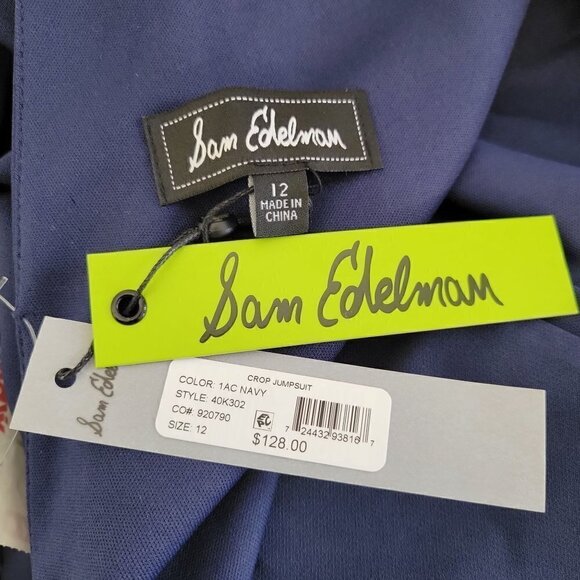 Sam Edelman
12
MADE IN
CHINA
Sam Edelman
Sam Edelman
CROP JUMPSUIT
COLOR: 1AC NAVY
STYLE: 40K302
CO#: 920790
SIZE: 12
7 24432 93816 7
$128.00